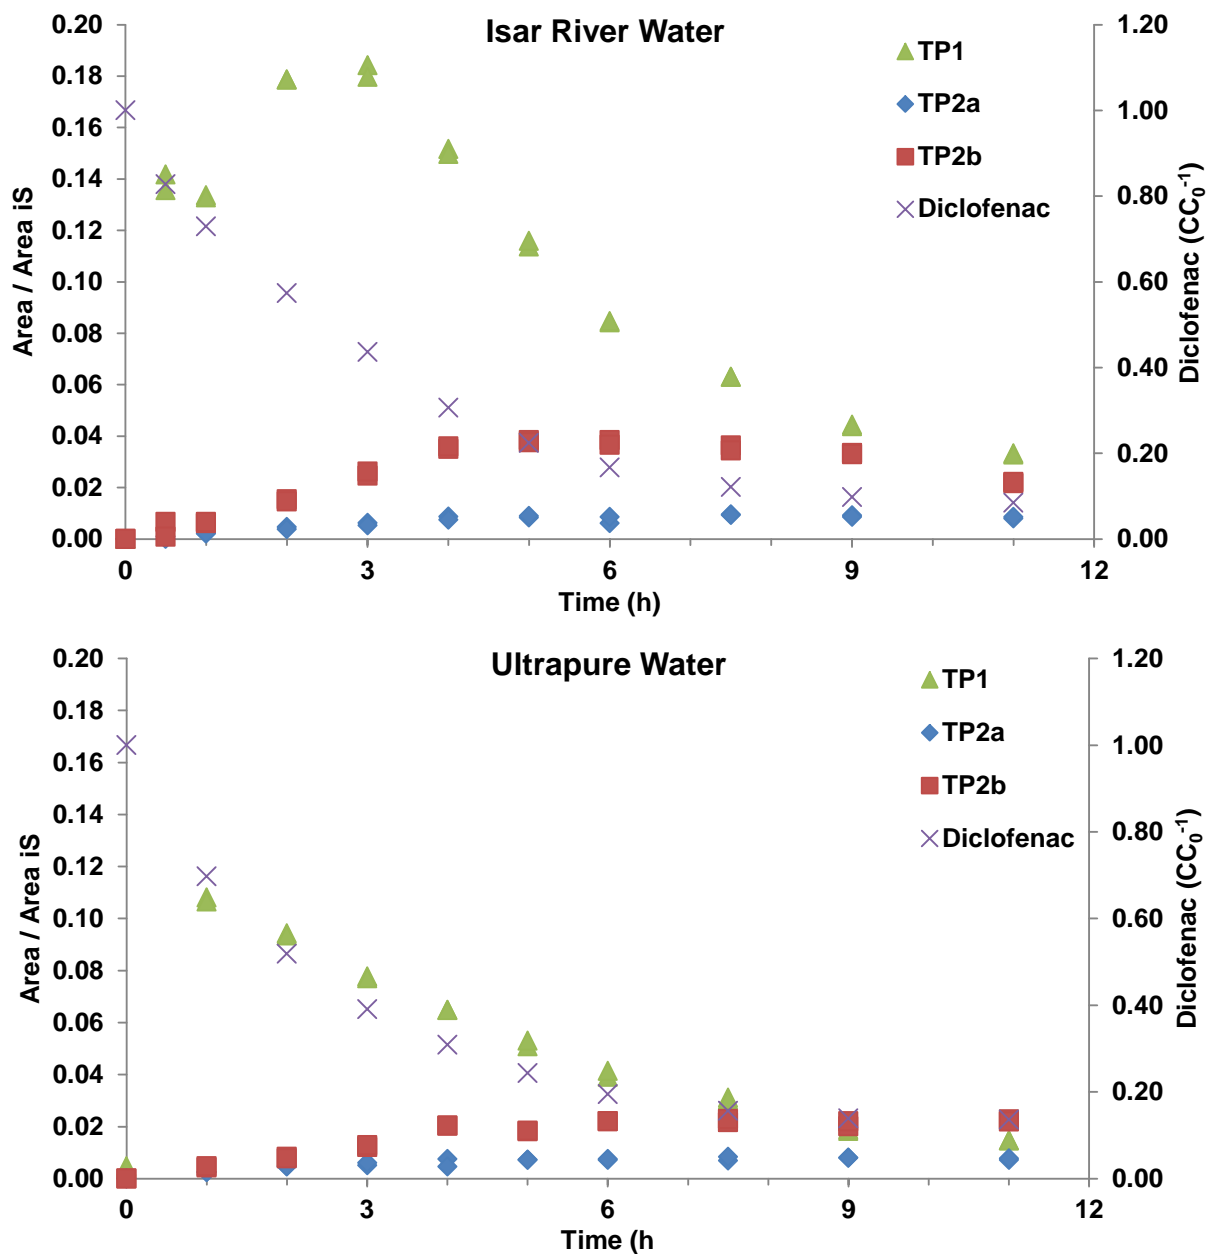 Isar River Water
0.20
0.18
0.16
0.14
0.12
0.10
0.08
0.06
0.04
0.02
0.00
Area / Area iS
1.20
1.00
0.80
0.60
0.40
0.20
0.00
Diclofenac (CC₀⁻¹)
TP1
TP2a
TP2b
Diclofenac
0 3 6 9 12
Time (h)
Ultrapure Water
0.20
0.18
0.16
0.14
0.12
0.10
0.08
0.06
0.04
0.02
0.00
Area / Area iS
1.20
1.00
0.80
0.60
0.40
0.20
0.00
Diclofenac (CC₀⁻¹)
TP1
TP2a
TP2b
Diclofenac
0 3 6 9 12
Time (h